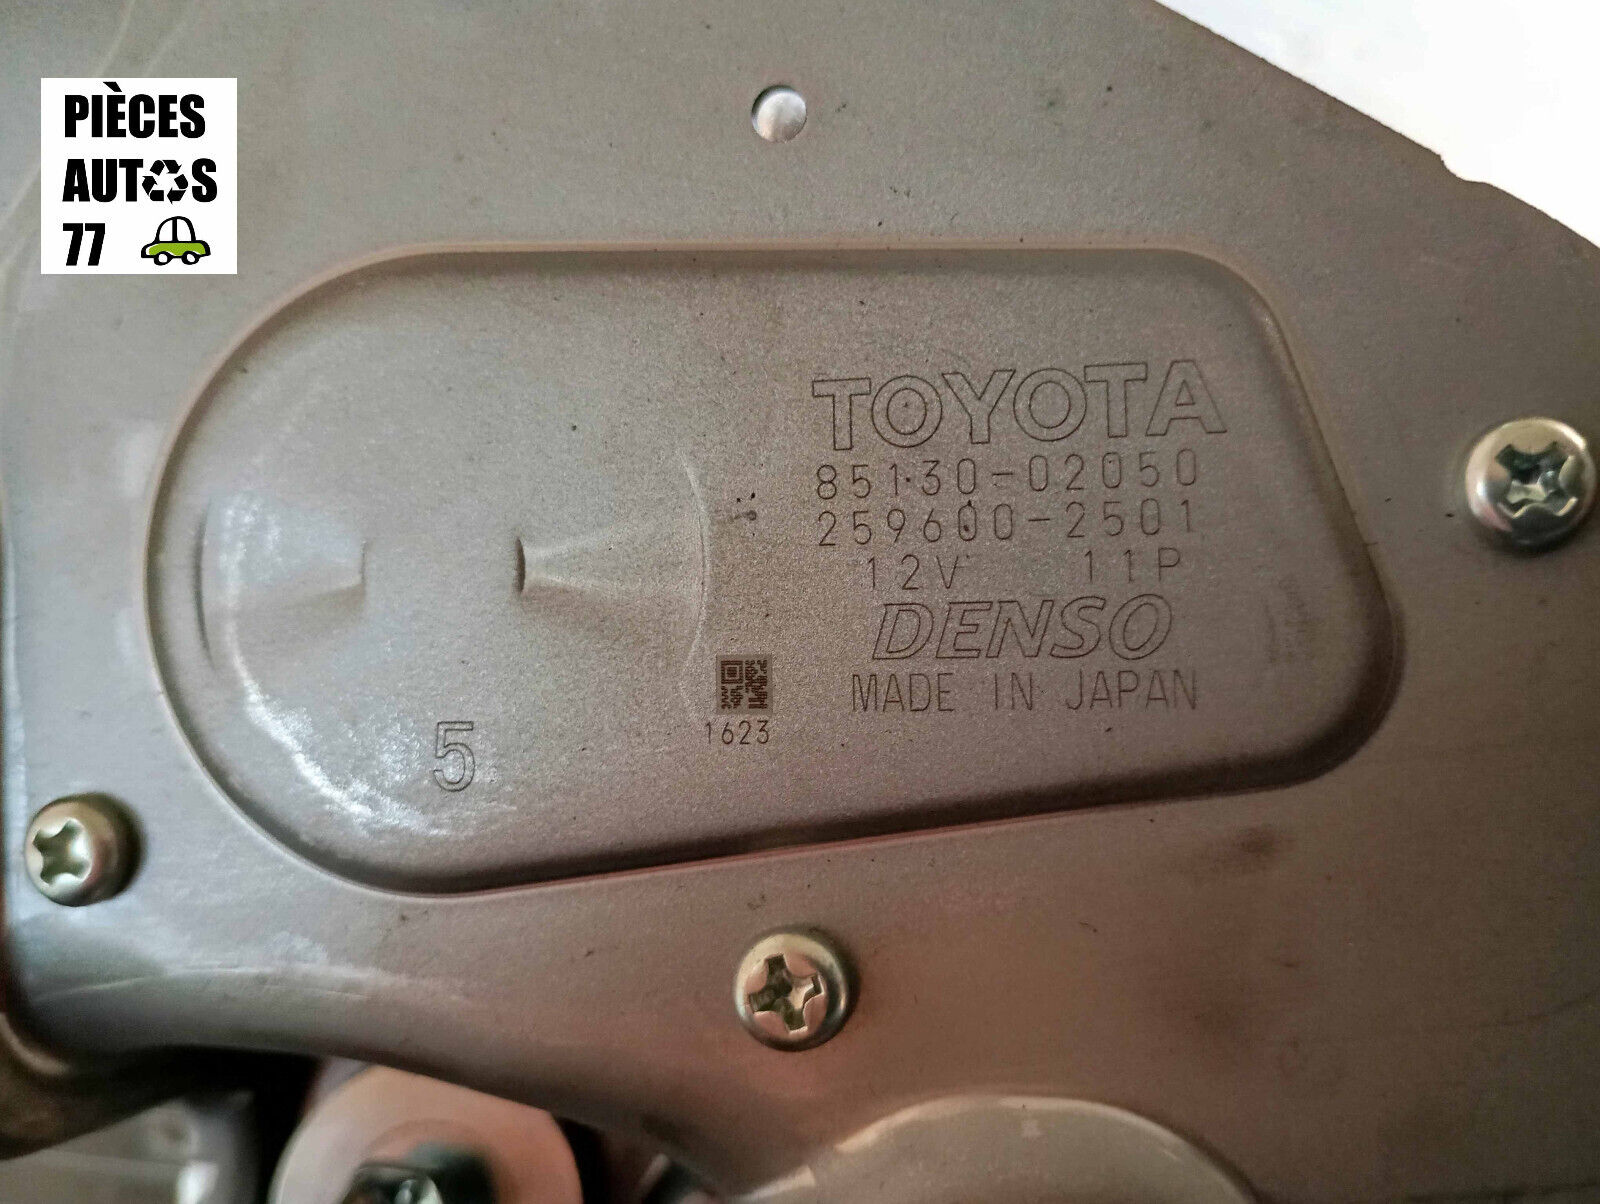 PIÈCES
AUTOS
77
TOYOTA
85130-02050
259600-2501
12V 11P
DENSO
MADE IN JAPAN
1623
5